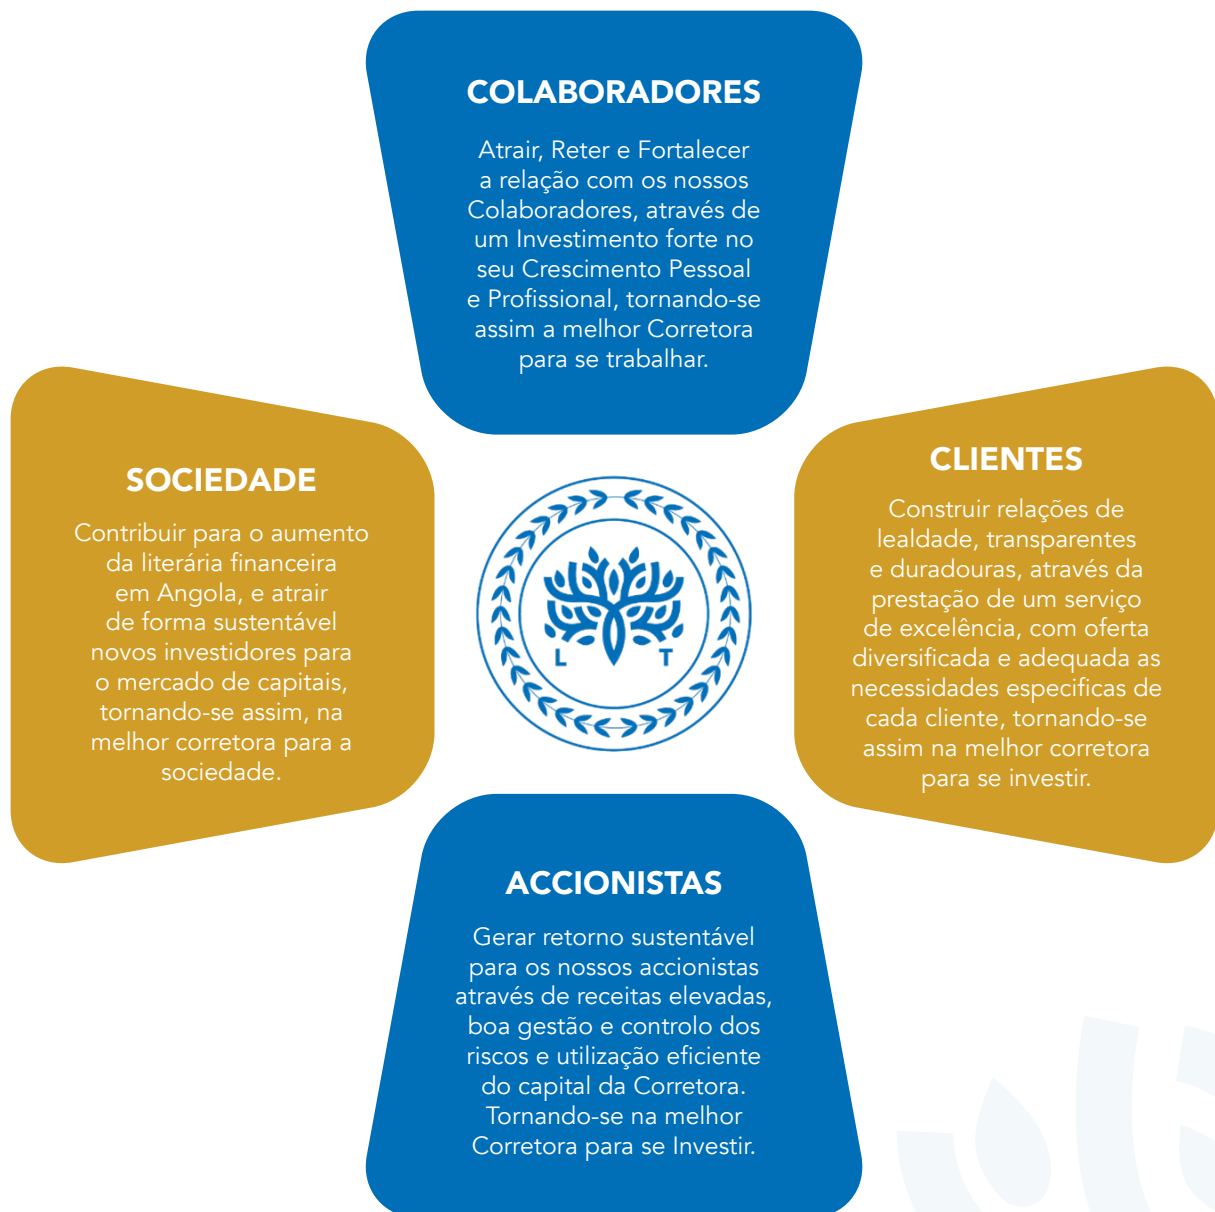 COLABORADORES
Atrair, Reter e Fortalecer
a relação com os nossos
Colaboradores, através de
um Investimento forte no
seu Crescimento Pessoal
e Profissional, tornando-se
assim a melhor Corretora
para se trabalhar.
SOCIEDADE
Contribuir para o aumento
da literária financeira
em Angola, e atrair
de forma sustentável
novos investidores para
o mercado de capitais,
tornando-se assim, na
melhor corretora para a
sociedade.
L T
CLIENTES
Construir relações de
lealdade, transparentes
e duradouras, através da
prestação de um serviço
de excelência, com oferta
diversificada e adequada as
necessidades especificas de
cada cliente, tornando-se
assim na melhor corretora
para se investir.
ACCIONISTAS
Gerar retorno sustentável
para os nossos accionistas
através de receitas elevadas,
boa gestão e controlo dos
riscos e utilização eficiente
do capital da Corretora.
Tornando-se na melhor
Corretora para se Investir.